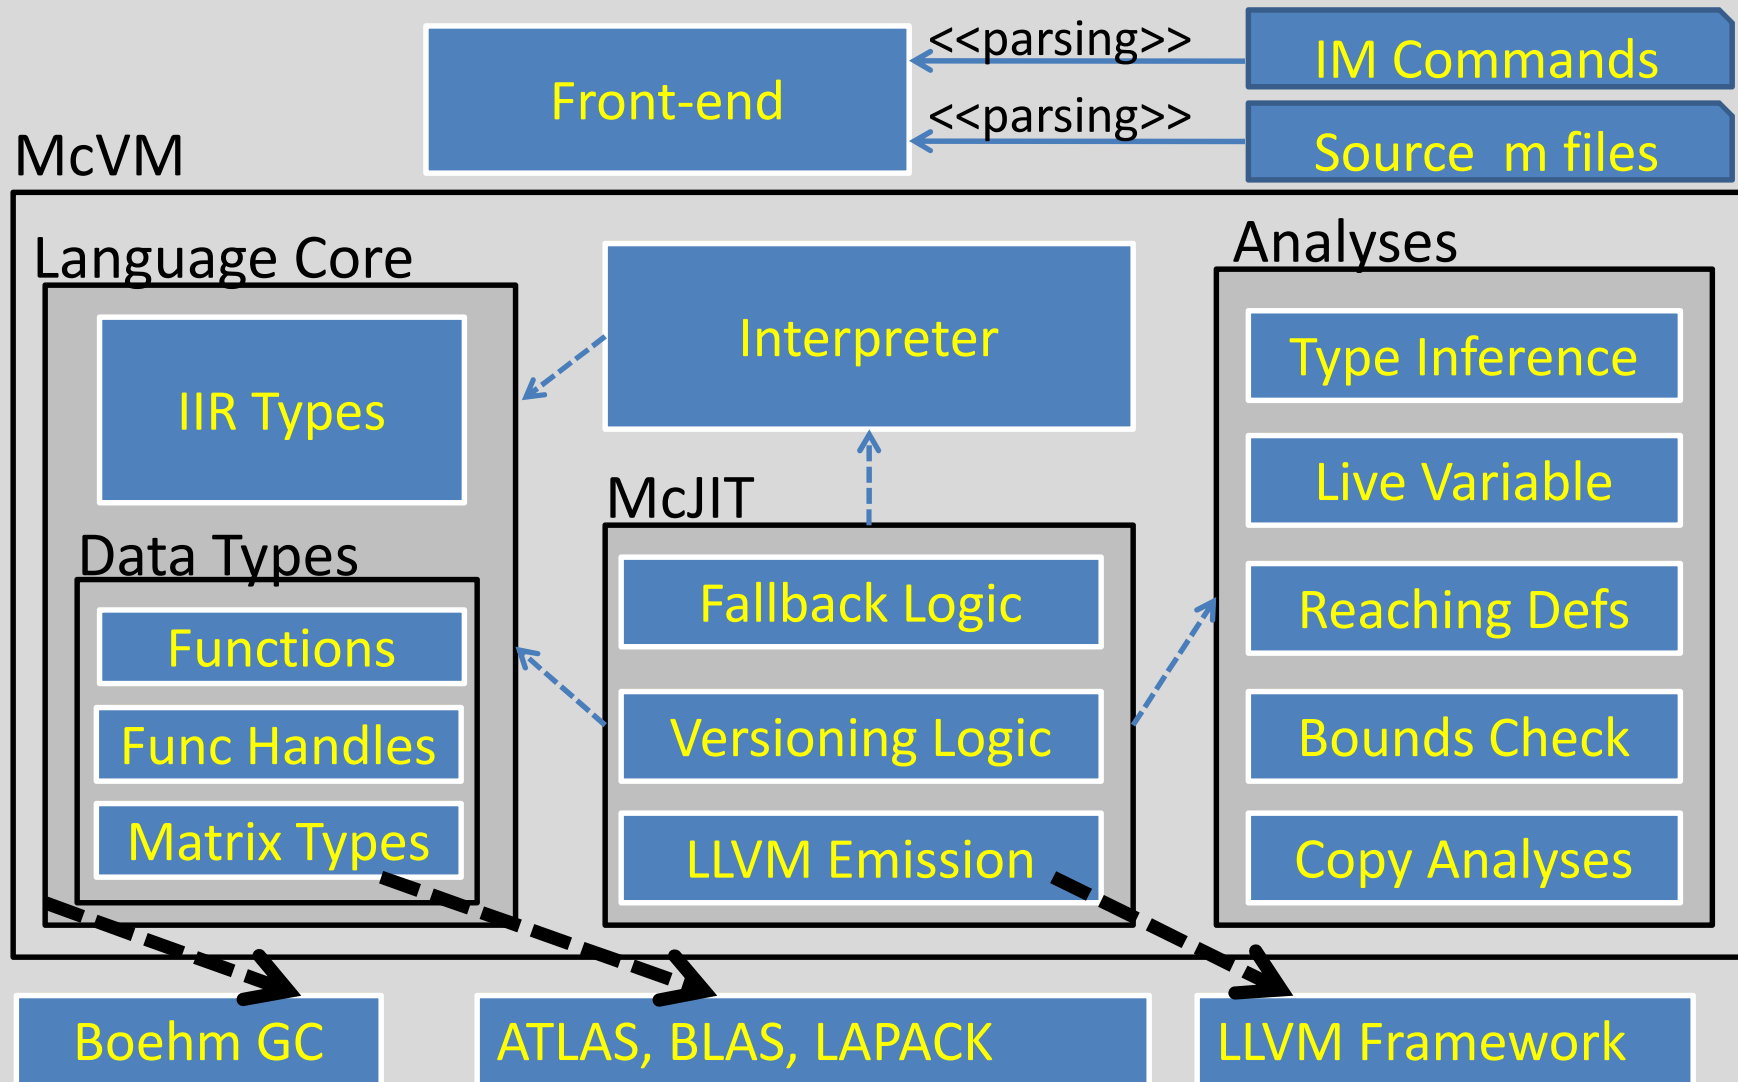 <<parsing>>
IM Commands
Front-end
<<parsing>>
Source  m files
McVM
Language Core
IIR Types
Data Types
Functions
Func Handles
Matrix Types
Interpreter
McJIT
Fallback Logic
Versioning Logic
LLVM Emission
Analyses
Type Inference
Live Variable
Reaching Defs
Bounds Check
Copy Analyses
Boehm GC
ATLAS, BLAS, LAPACK
LLVM Framework